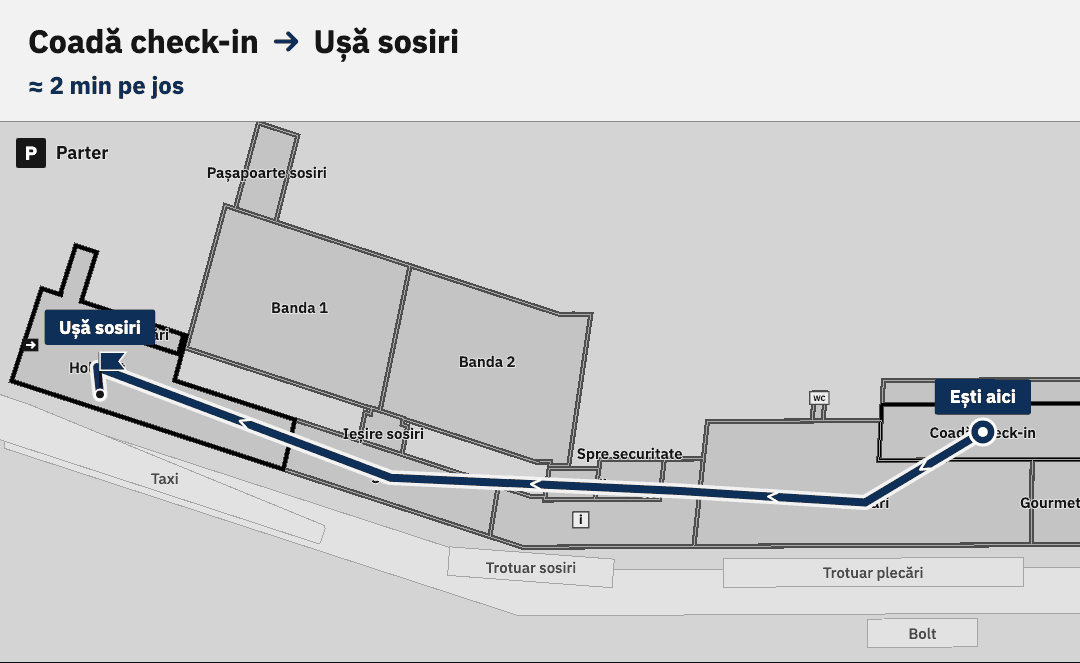 Coadă check-in → Ușă sosiri
≈ 2 min pe jos
P Parter
Pașapoarte sosiri
Banda 1
Ușă sosiri
Banda 2
wc
Ești aici
Ieșire sosiri
Spre securitate
Taxi
i
Gourmet
Trotuar sosiri
Trotuar plecări
Bolt